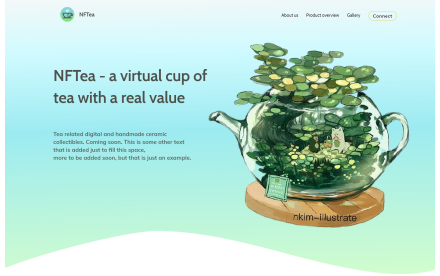 NFTea
About us
Product overview
Gallery
Connect
NFTea - a virtual cup of
tea with a real value
Tea related digital and handmade ceramic
collectibles. Coming soon. This is some other text
that is added just to fill this space,
more to be added soon, but that is just an example.
nkim-illustrate